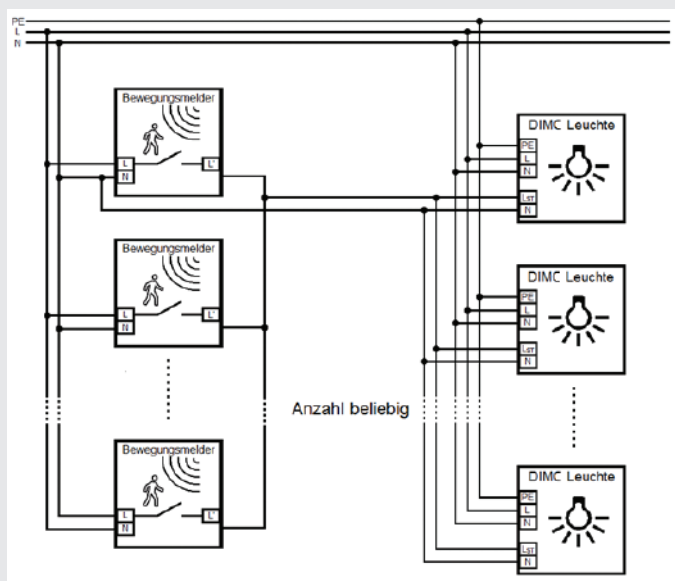 PE
L
N
Bewegungsmelder
L L'
N
DIMC Leuchte
PE
L
N
LST
N
Bewegungsmelder
L L'
N
DIMC Leuchte
PE
L
N
LST
N
Anzahl beliebig
Bewegungsmelder
L L'
N
DIMC Leuchte
PE
L
N
LST
N